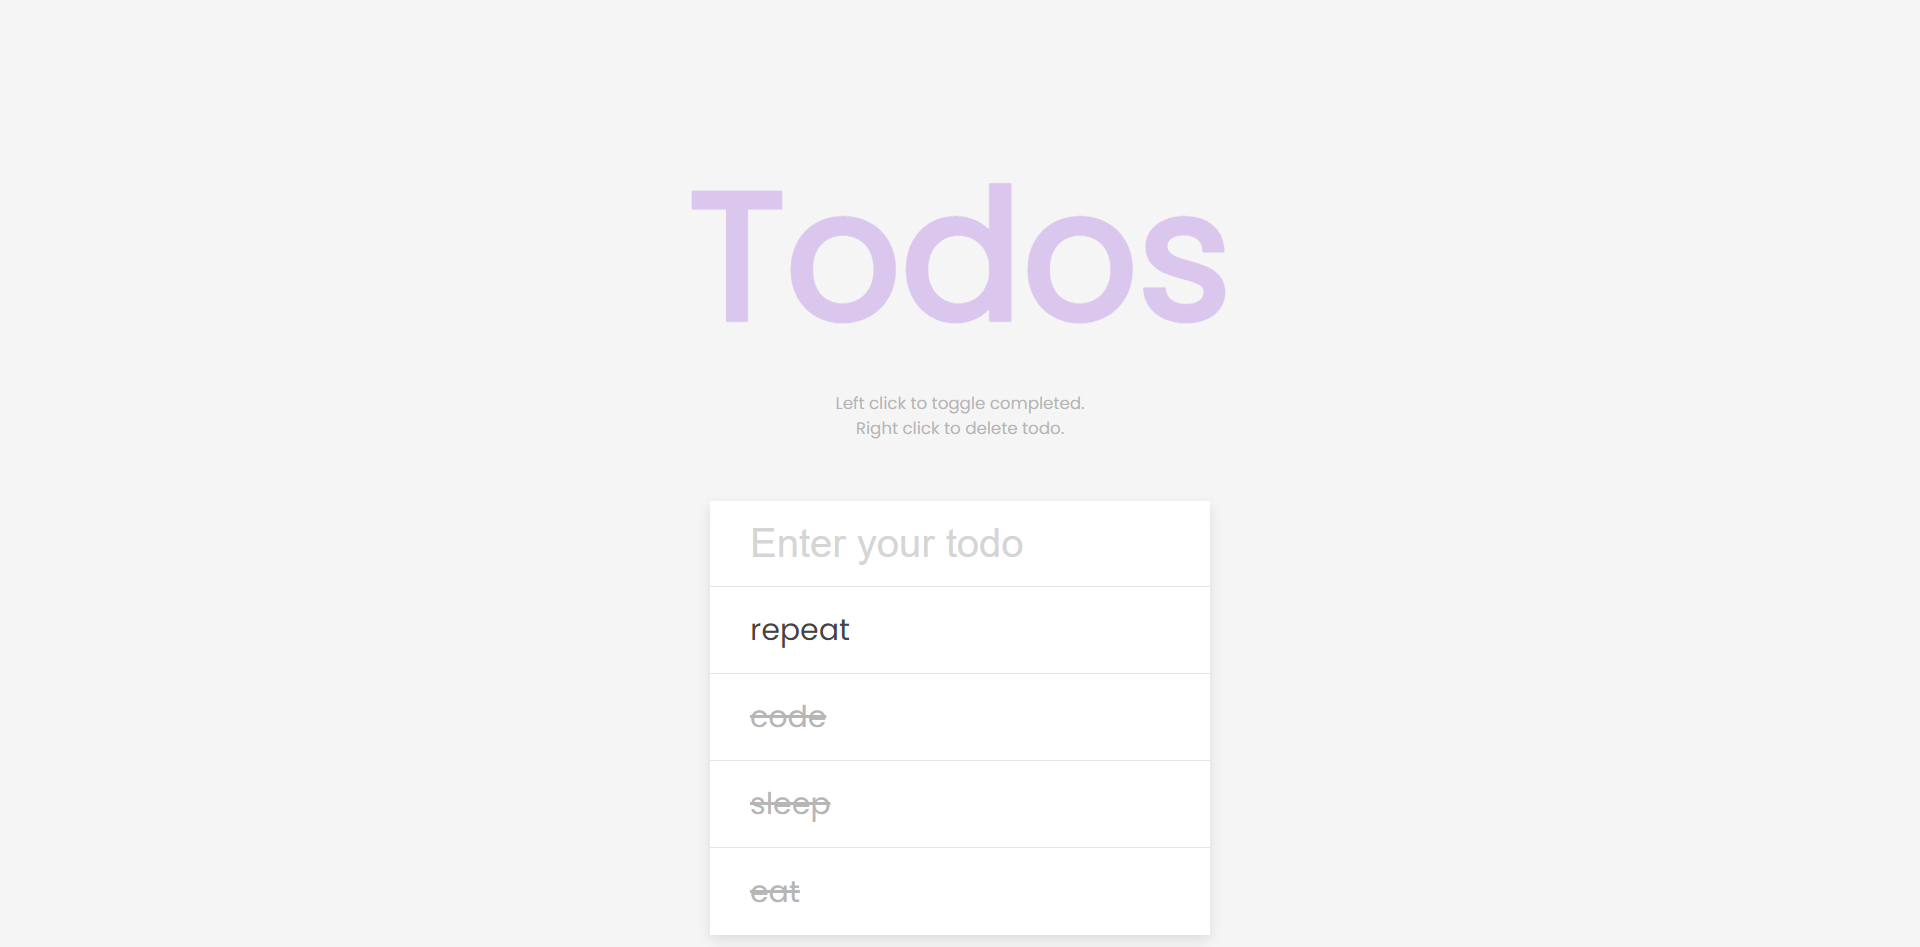 Todos
Left click to toggle completed.
Right click to delete todo.
Enter your todo
repeat
code
sleep
eat